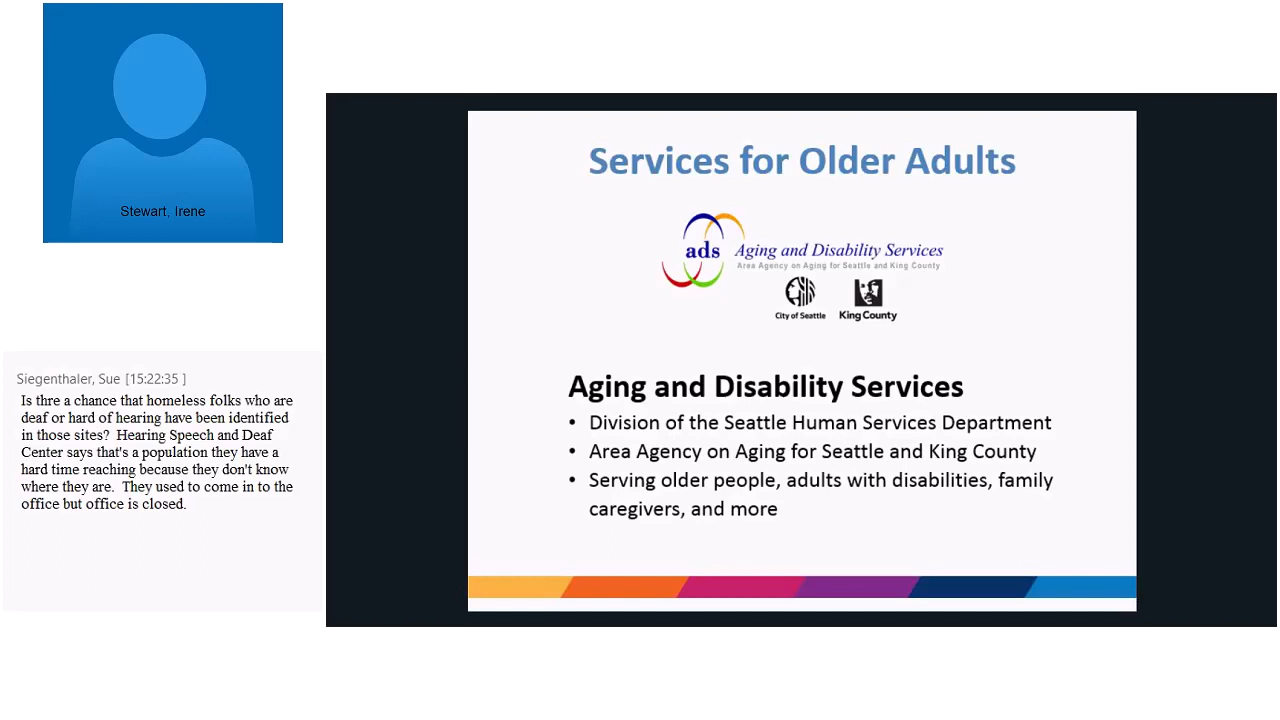 Stewart, Irene
Siegenthaler, Sue [15:22:35 ]
Is thre a chance that homeless folks who are
deaf or hard of hearing have been identified
in those sites?  Hearing Speech and Deaf
Center says that's a population they have a
hard time reaching because they don't know
where they are.  They used to come in to the
office but office is closed.
Services for Older Adults
ads Aging and Disability Services
Area Agency on Aging for Seattle and King County
City of Seattle King County
Aging and Disability Services
• Division of the Seattle Human Services Department
• Area Agency on Aging for Seattle and King County
• Serving older people, adults with disabilities, family
caregivers, and more